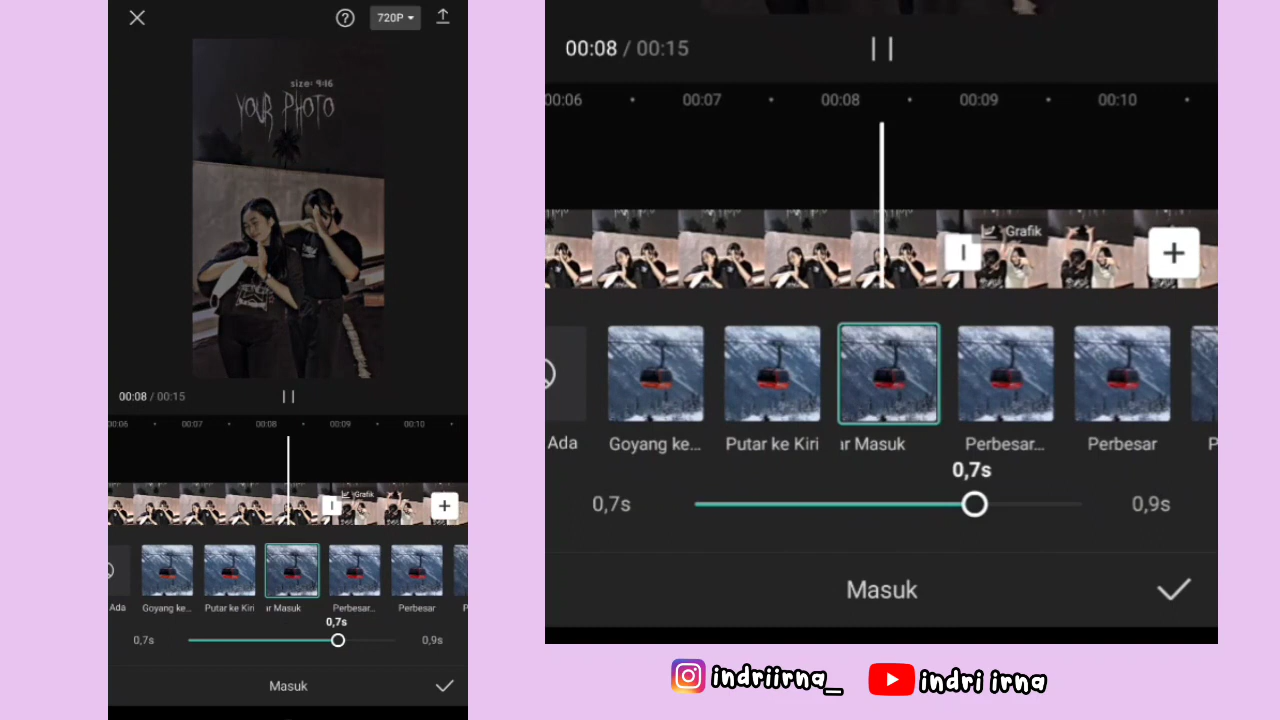 ? 720P
size: 9:16
YOUR PHOTO
00:08 / 00:15
00:06 00:07 00:08 00:09 00:10
Grafik
Ada Goyang ke... Putar ke Kiri ar Masuk Perbesar... Perbesar P
0,7s
0,7s 0,9s
Masuk
00:08 / 00:15
00:06 00:07 00:08 00:09 00:10
Grafik
Ada Goyang ke... Putar ke Kiri ar Masuk Perbesar... Perbesar P
0,7s
0,7s 0,9s
Masuk
indriirna_ indri irna